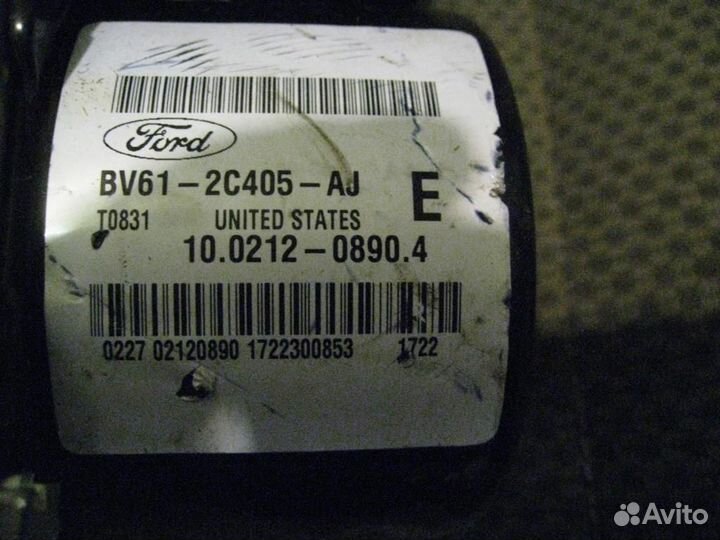 Ford
BV61-2C405-AJ E
T0831 UNITED STATES
10.0212-0890.4
0227 02120890 1722300853 1722
Avito